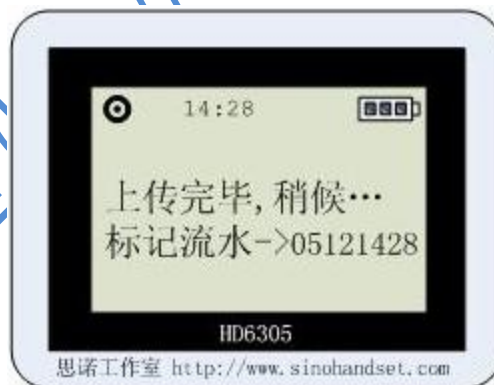 14:28
上传完毕,稍候…
标记流水->05121428
HD6305
思诺工作室 http://www.sinohandset.com